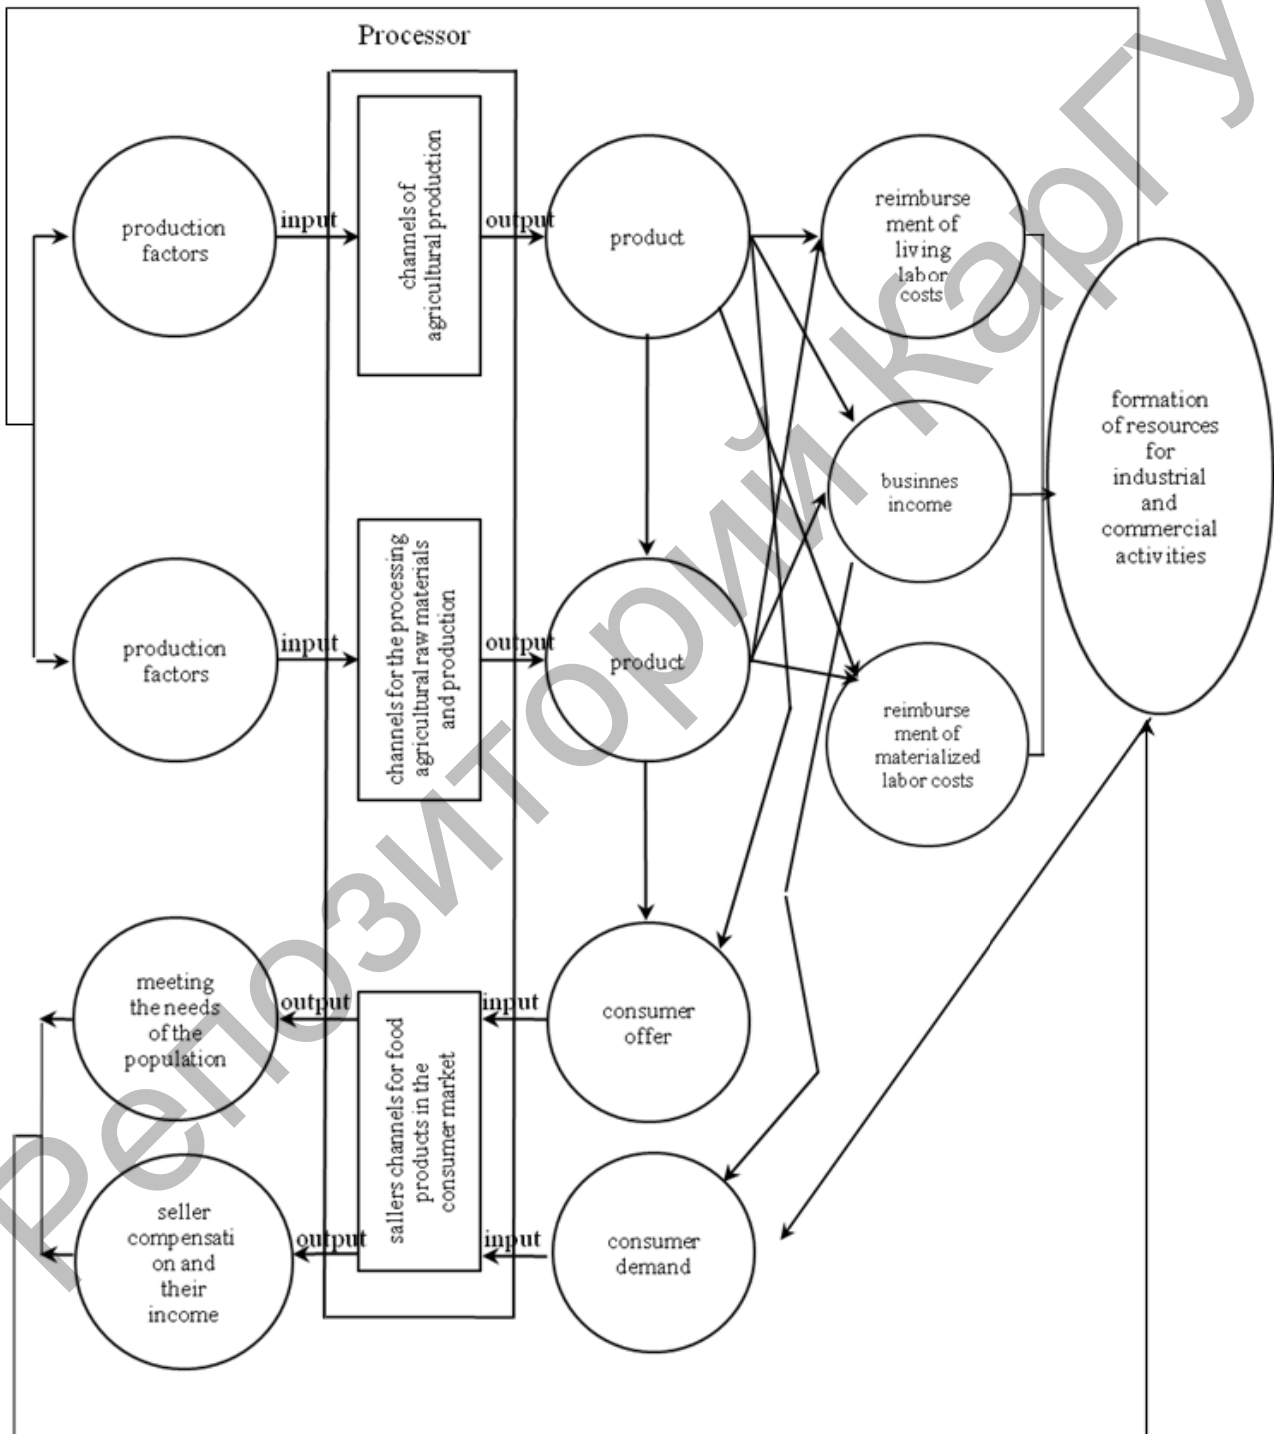 Processor
production
factors
input
channels of
agricultural production
output
product
reimburse
ment of
living
labor
costs
formation
of resources
for
industrial
and
commercial
activities
businnes
income
production
factors
input
channels for the processing
agricultural raw materials
and production
output
product
reimburse
ment of
materialized
labor costs
meeting
the needs
of the
population
output
sallers channels for food
products in the
consumer market
input
consumer
offer
seller
compensati
on and
their
income
output
input
consumer
demand
Репозиторий КарГУ